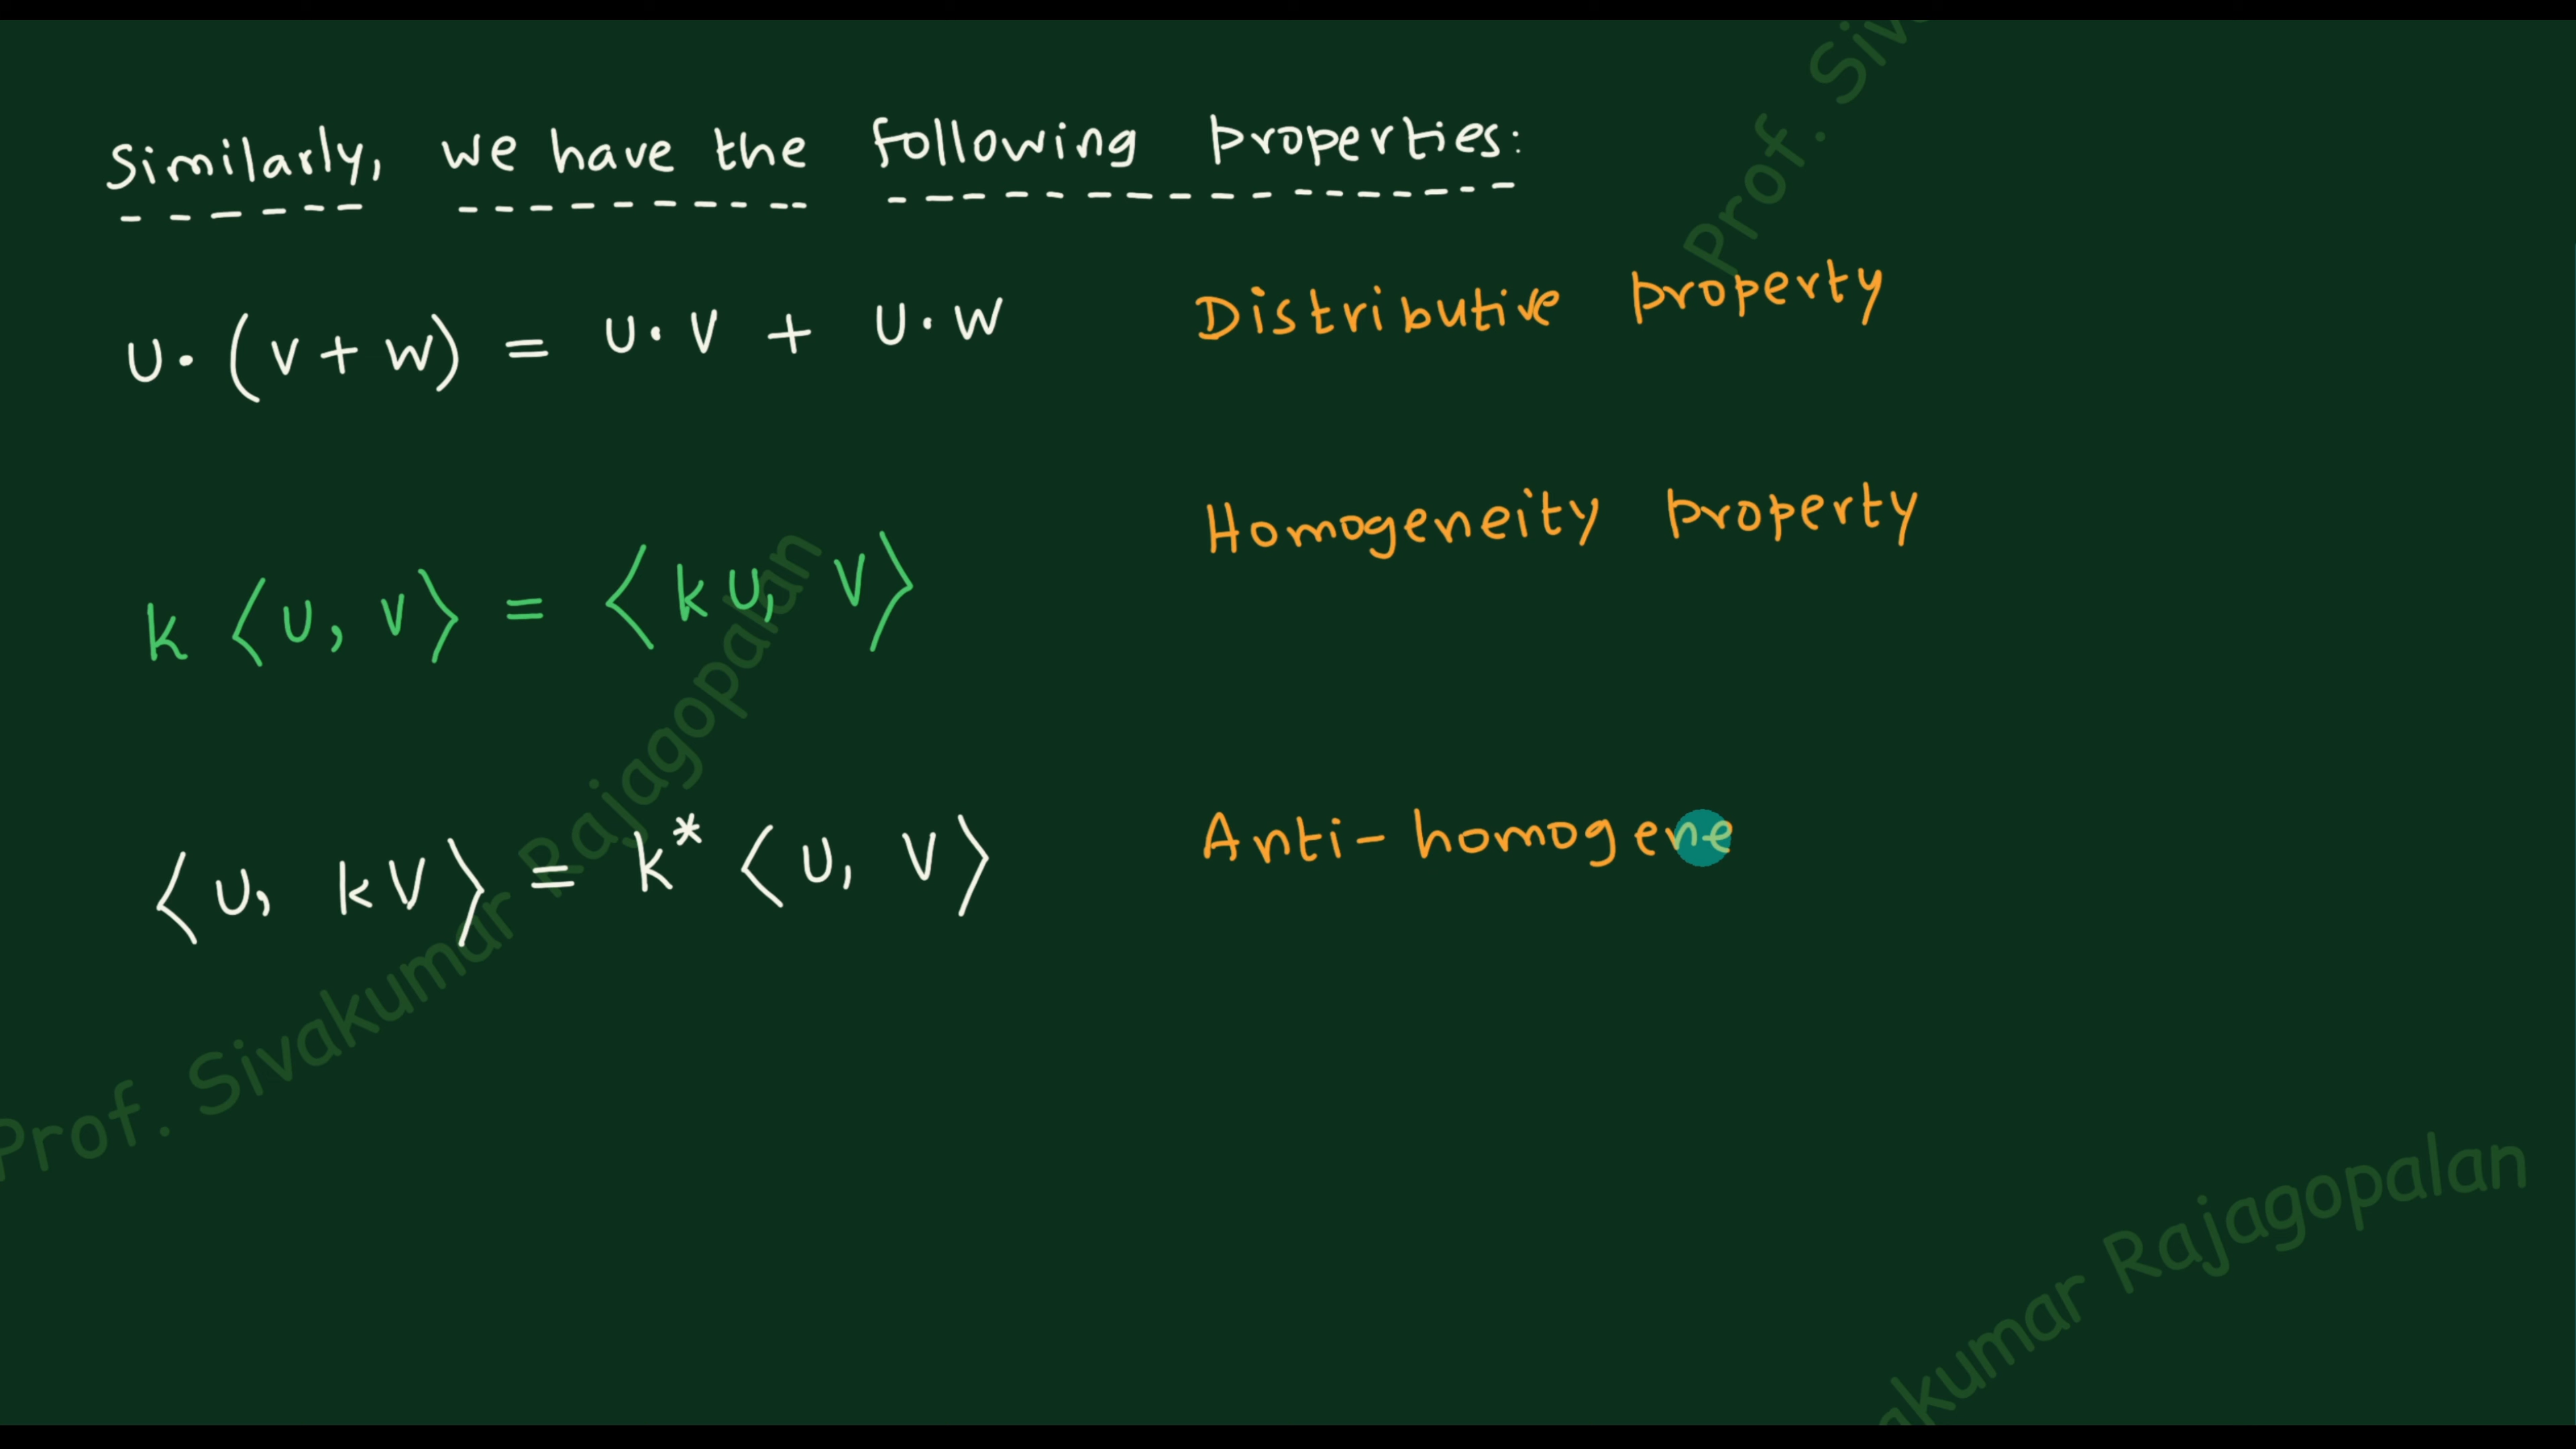 Similarly, we have the following properties:
u · (v + w) = u · v + u · w Distributive property
Homogeneity property
k ⟨u, v⟩ = ⟨k u, v⟩
Anti-homogene
⟨u, kv⟩ = k* ⟨u, v⟩
Prof. Sivakumar Rajagopalan
Prof. Siv
akumar Rajagopalan